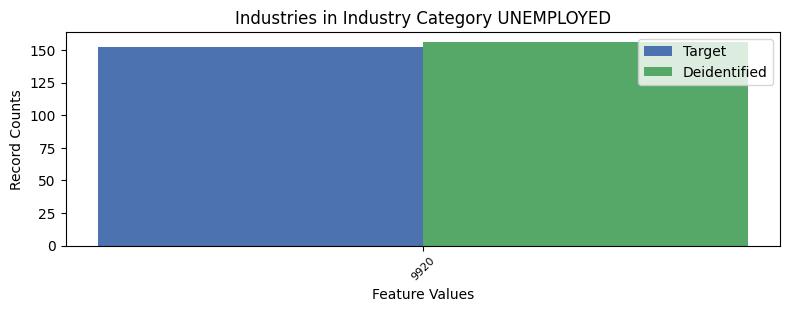 Industries in Industry Category UNEMPLOYED
Target
Deidentified
Record Counts
150
125
100
75
50
25
0
9920
Feature Values